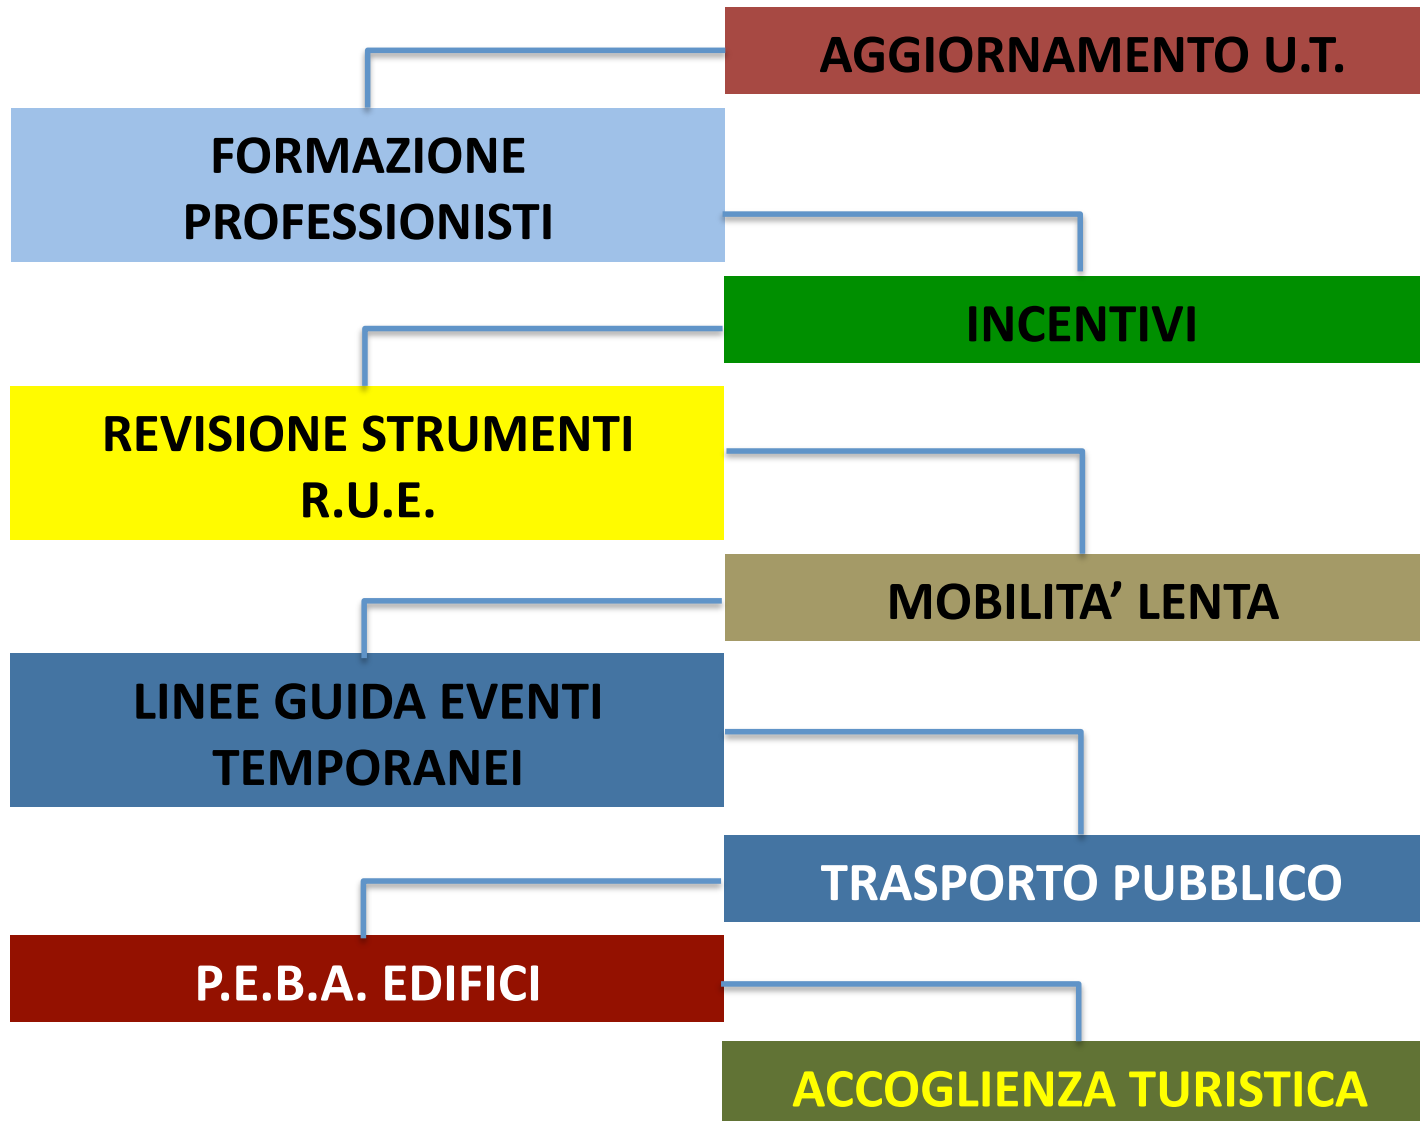 AGGIORNAMENTO U.T.
FORMAZIONE
PROFESSIONISTI
INCENTIVI
REVISIONE STRUMENTI
R.U.E.
MOBILITA’ LENTA
LINEE GUIDA EVENTI
TEMPORANEI
TRASPORTO PUBBLICO
P.E.B.A. EDIFICI
ACCOGLIENZA TURISTICA